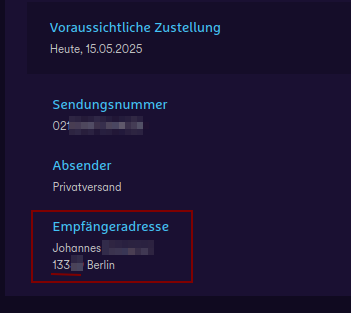 Voraussichtliche Zustellung
Heute, 15.05.2025
Sendungsnummer
021
Absender
Privatversand
Empfängeradresse
Johannes
133 Berlin